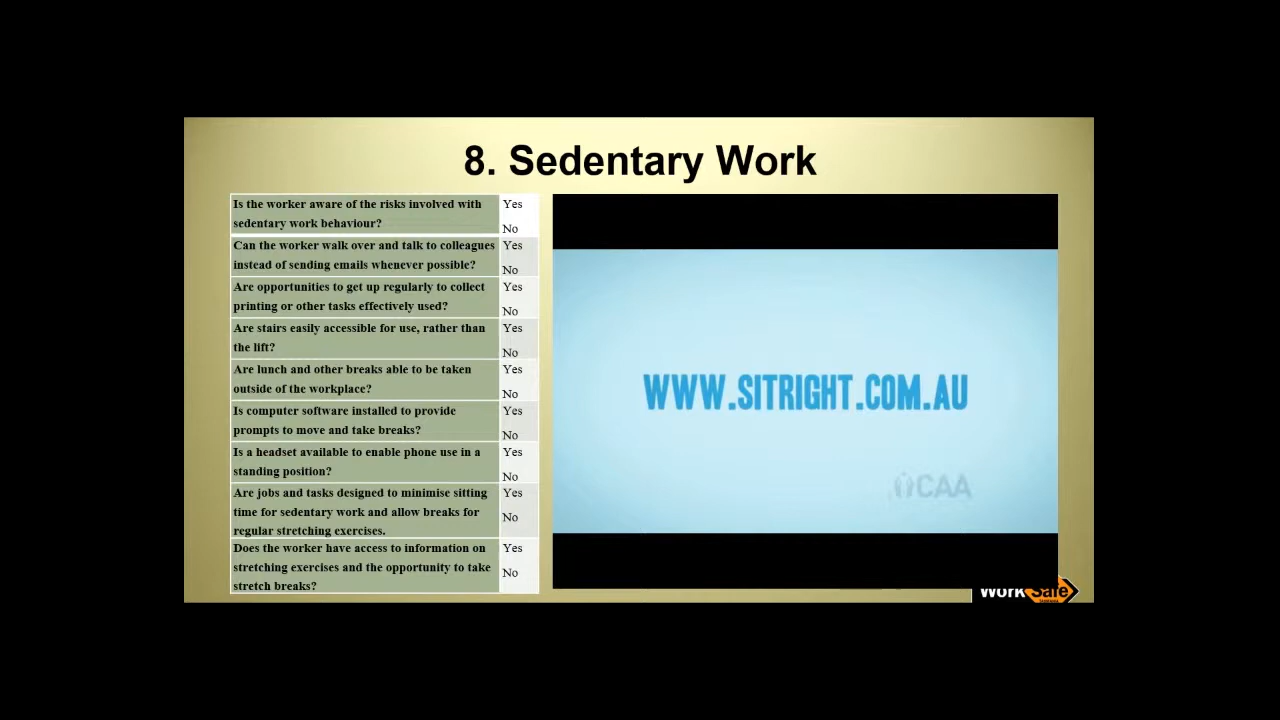 8. Sedentary Work
Is the worker aware of the risks involved with
sedentary work behaviour?
Yes
No
Can the worker walk over and talk to colleagues
instead of sending emails whenever possible?
Yes
No
Are opportunities to get up regularly to collect
printing or other tasks effectively used?
Yes
No
Are stairs easily accessible for use, rather than
the lift?
Yes
No
Are lunch and other breaks able to be taken
outside of the workplace?
Yes
No
Is computer software installed to provide
prompts to move and take breaks?
Yes
No
Is a headset available to enable phone use in a
standing position?
Yes
No
Are jobs and tasks designed to minimise sitting
time for sedentary work and allow breaks for
regular stretching exercises.
Yes
No
Does the worker have access to information on
stretching exercises and the opportunity to take
stretch breaks?
Yes
No
WWW.SITRIGHT.COM.AU
CAA
WorkSafe